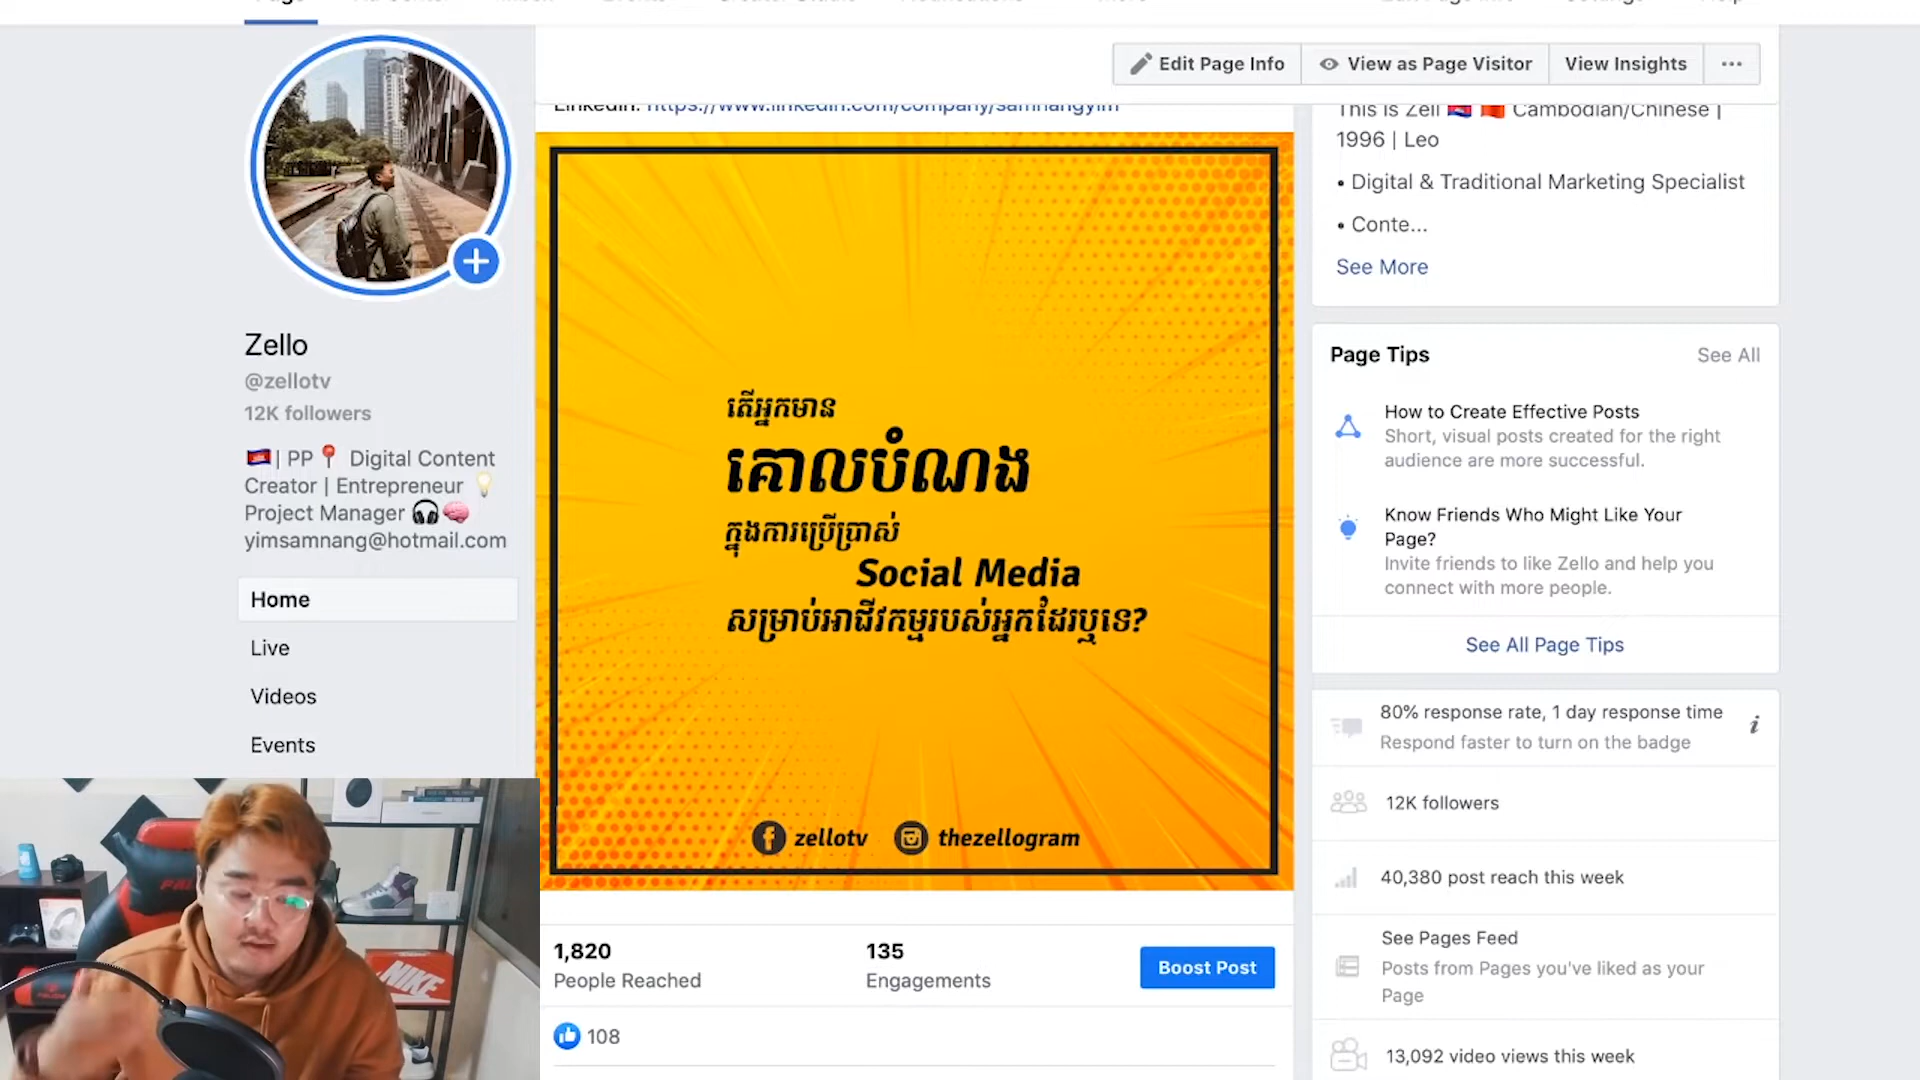 Edit Page Info
View as Page Visitor
View Insights
Zello
@zellotv
12K followers
| PP Digital Content
Creator | Entrepreneur
Project Manager
yimsamnang@hotmail.com
Home
Live
Videos
Events
LinkedIn: https://www.linkedin.com/company/samnangyim
តើអ្នកមាន
គោលបំណង
ក្នុងការប្រើប្រាស់
Social Media
សម្រាប់អាជីវកម្មរបស់អ្នកដែរឬទេ?
zellotv thezellogram
1,820
People Reached
135
Engagements
Boost Post
108
This is Zell Cambodian/Chinese |
1996 | Leo
• Digital & Traditional Marketing Specialist
• Conte...
See More
Page Tips
See All
How to Create Effective Posts
Short, visual posts created for the right
audience are more successful.
Know Friends Who Might Like Your
Page?
Invite friends to like Zello and help you
connect with more people.
See All Page Tips
80% response rate, 1 day response time
Respond faster to turn on the badge
12K followers
40,380 post reach this week
See Pages Feed
Posts from Pages you've liked as your
Page
13,092 video views this week
NIKE